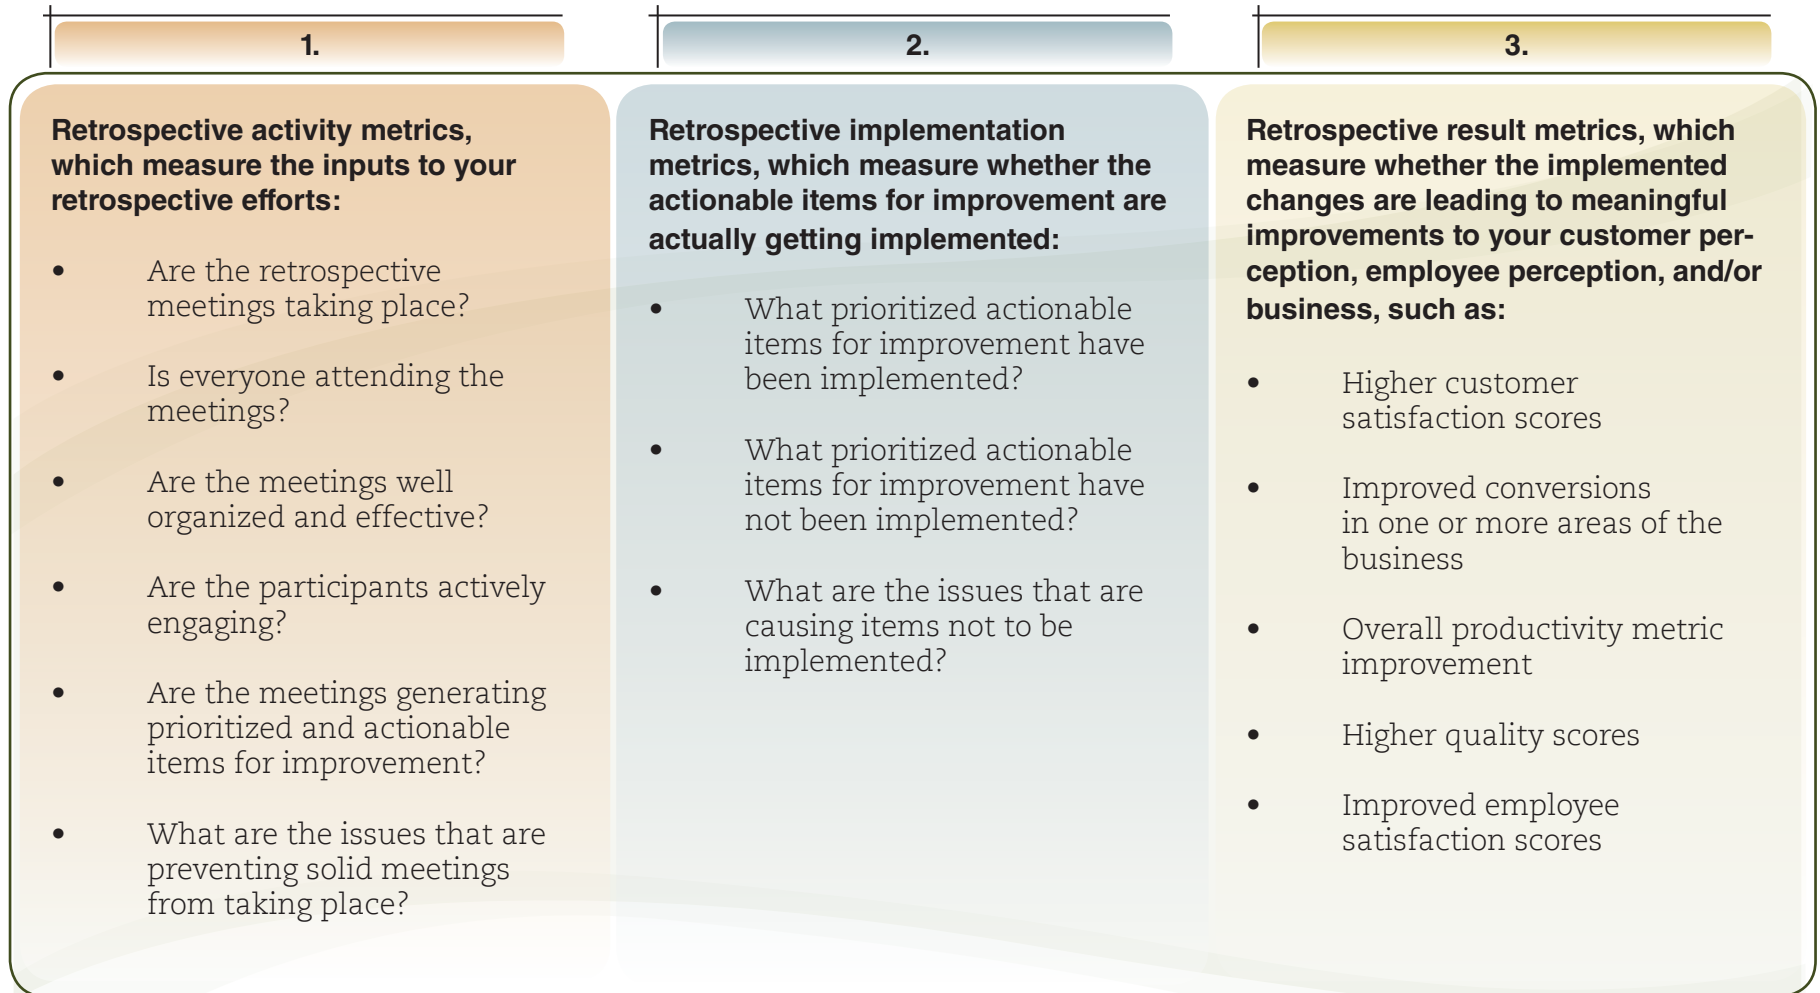 1.
Retrospective activity metrics,
which measure the inputs to your
retrospective efforts:
• Are the retrospective
meetings taking place?
• Is everyone attending the
meetings?
• Are the meetings well
organized and effective?
• Are the participants actively
engaging?
• Are the meetings generating
prioritized and actionable
items for improvement?
• What are the issues that are
preventing solid meetings
from taking place?
2.
Retrospective implementation
metrics, which measure whether the
actionable items for improvement are
actually getting implemented:
• What prioritized actionable
items for improvement have
been implemented?
• What prioritized actionable
items for improvement have
not been implemented?
• What are the issues that are
causing items not to be
implemented?
3.
Retrospective result metrics, which
measure whether the implemented
changes are leading to meaningful
improvements to your customer per-
ception, employee perception, and/or
business, such as:
• Higher customer
satisfaction scores
• Improved conversions
in one or more areas of the
business
• Overall productivity metric
improvement
• Higher quality scores
• Improved employee
satisfaction scores